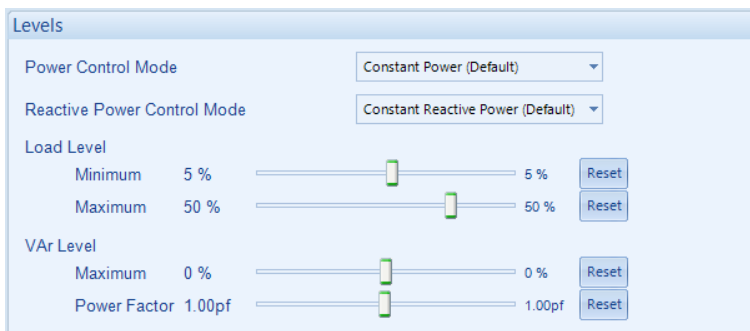 Levels
Power Control Mode Constant Power (Default)
Reactive Power Control Mode Constant Reactive Power (Default)
Load Level
Minimum 5 % 5 % Reset
Maximum 50 % 50 % Reset
VAr Level
Maximum 0 % 0 % Reset
Power Factor 1.00pf 1.00pf Reset